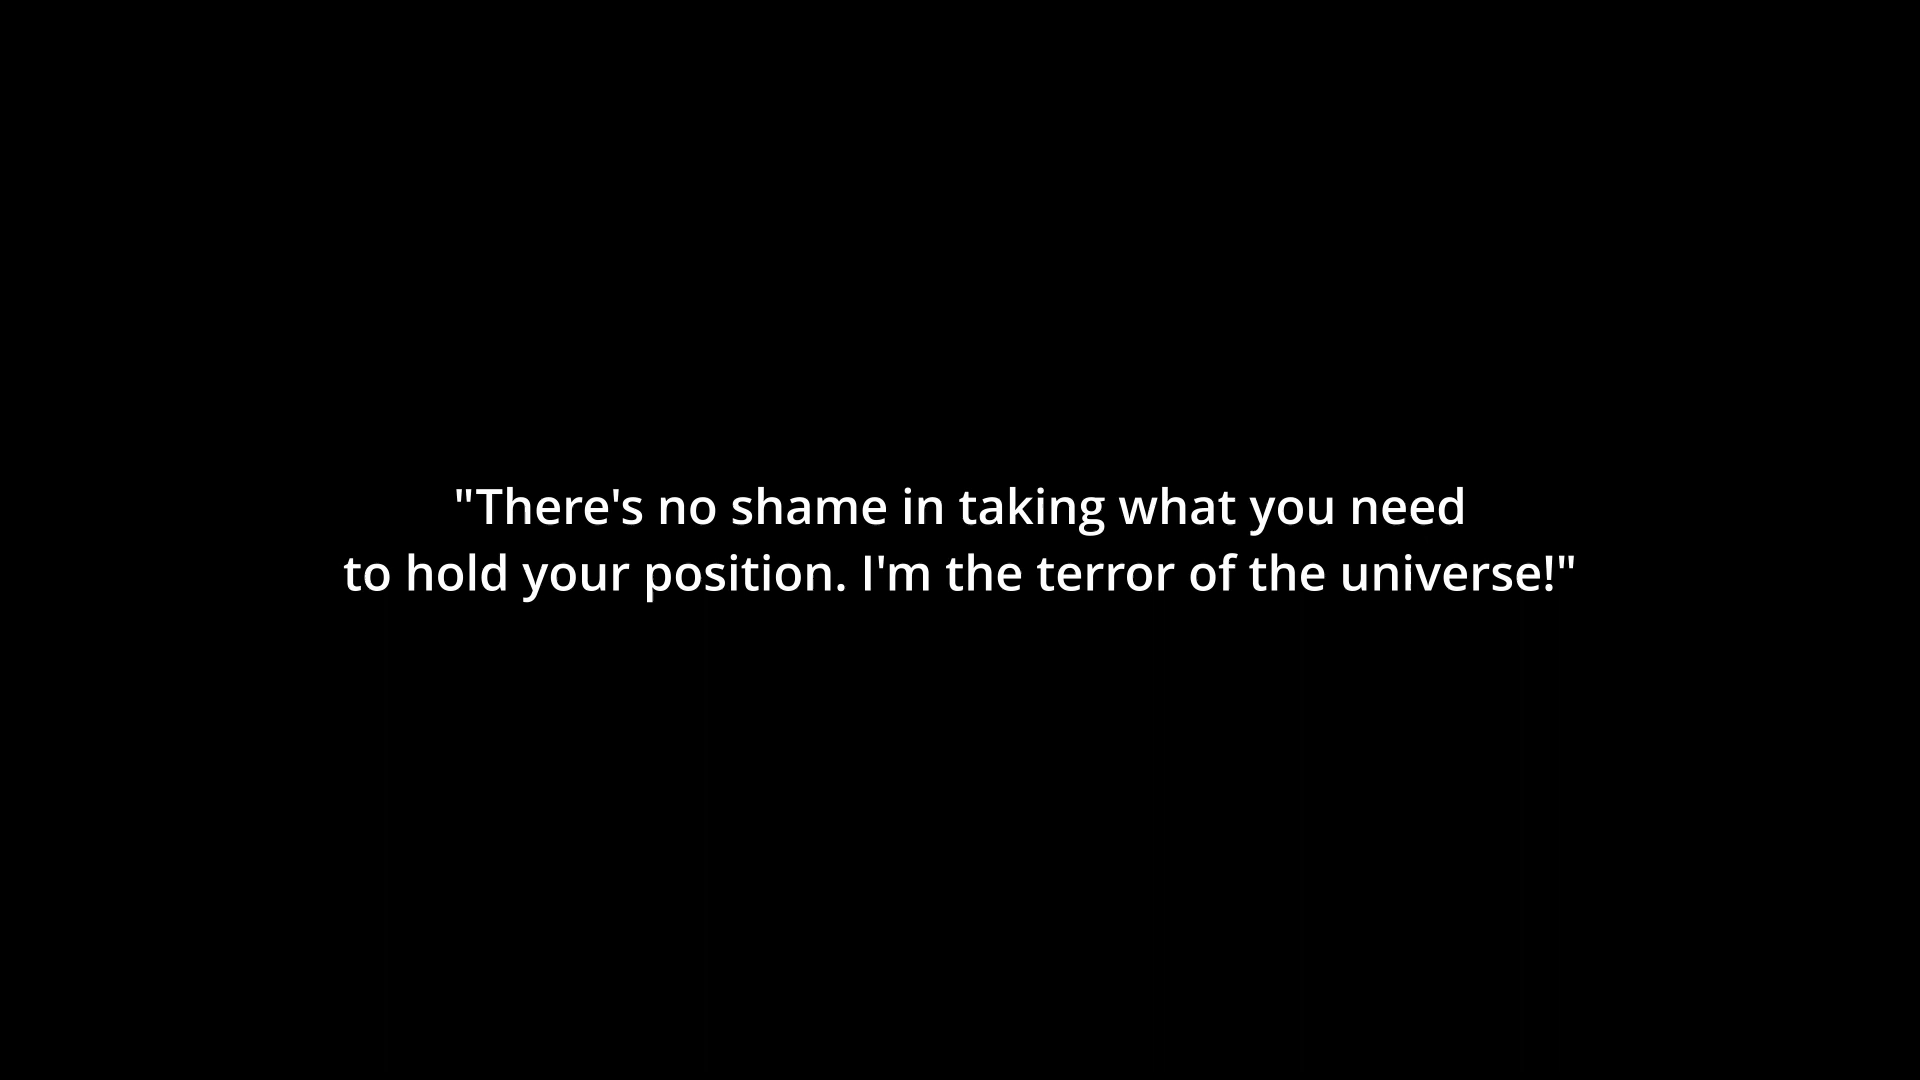 "There's no shame in taking what you need
to hold your position. I'm the terror of the universe!"